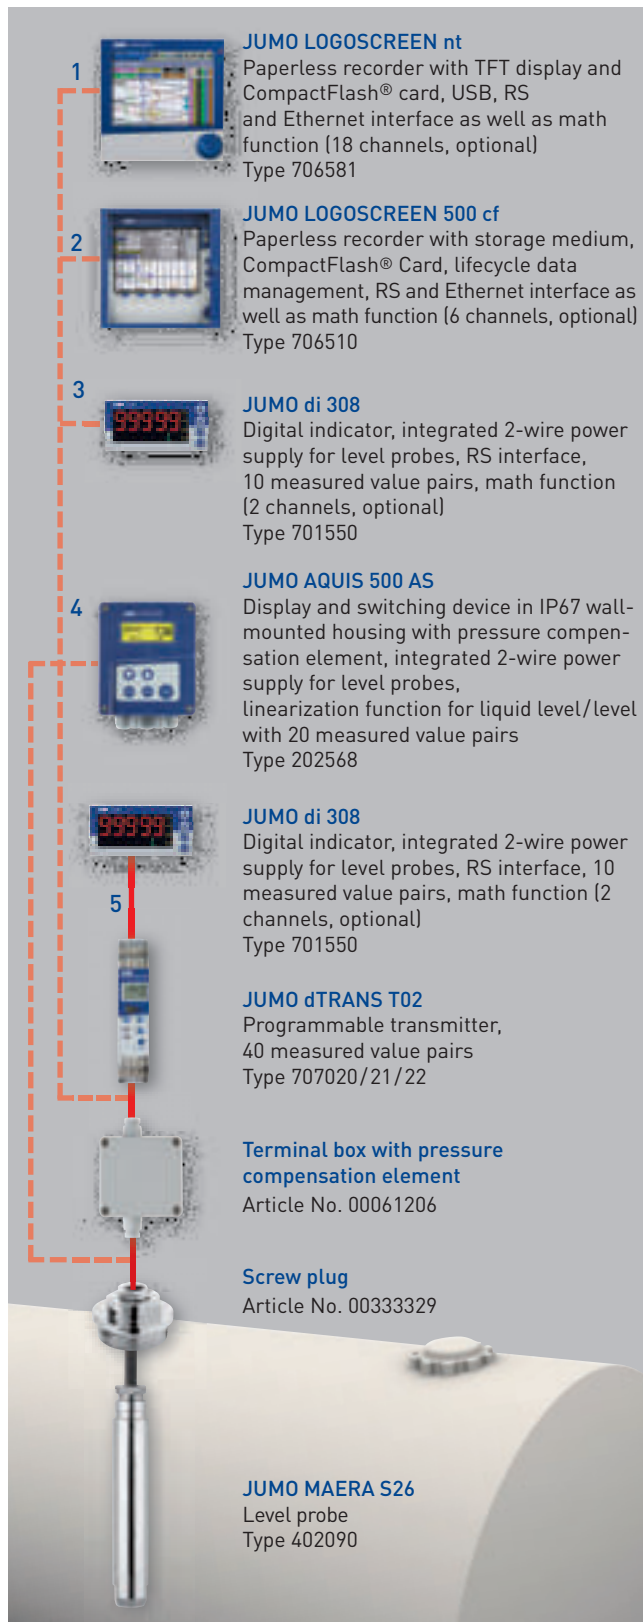 1
JUMO LOGOSCREEN nt
Paperless recorder with TFT display and
CompactFlash® card, USB, RS
and Ethernet interface as well as math
function (18 channels, optional)
Type 706581
2
JUMO LOGOSCREEN 500 cf
Paperless recorder with storage medium,
CompactFlash® Card, lifecycle data
management, RS and Ethernet interface as
well as math function (6 channels, optional)
Type 706510
3
99999
JUMO di 308
Digital indicator, integrated 2-wire power
supply for level probes, RS interface,
10 measured value pairs, math function
(2 channels, optional)
Type 701550
4
JUMO AQUIS 500 AS
Display and switching device in IP67 wall-
mounted housing with pressure compen-
sation element, integrated 2-wire power
supply for level probes,
linearization function for liquid level/level
with 20 measured value pairs
Type 202568
99999
JUMO di 308
Digital indicator, integrated 2-wire power
supply for level probes, RS interface, 10
measured value pairs, math function (2
channels, optional)
Type 701550
5
JUMO dTRANS T02
Programmable transmitter,
40 measured value pairs
Type 707020/21/22
Terminal box with pressure
compensation element
Article No. 00061206
Screw plug
Article No. 00333329
JUMO MAERA S26
Level probe
Type 402090